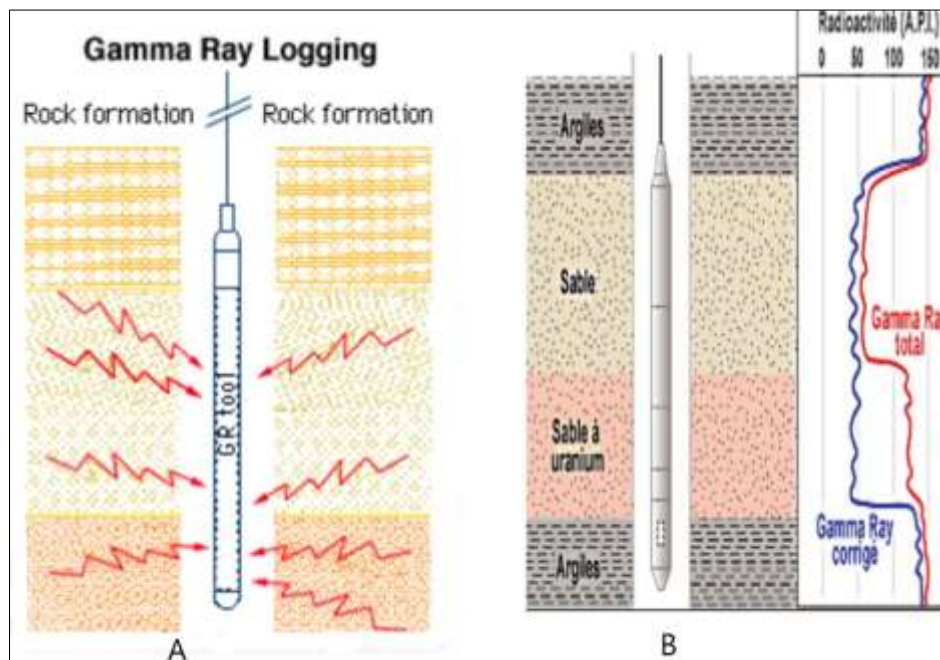 Gamma Ray Logging
Rock formation
Rock formation
GR tool
A
Radioactivité (A.P.I.)
0 50 100 150
Argiles
Sable
Gamma Ra
total
Sable à
uranium
Gamma Ray
corrigé
Argiles
B